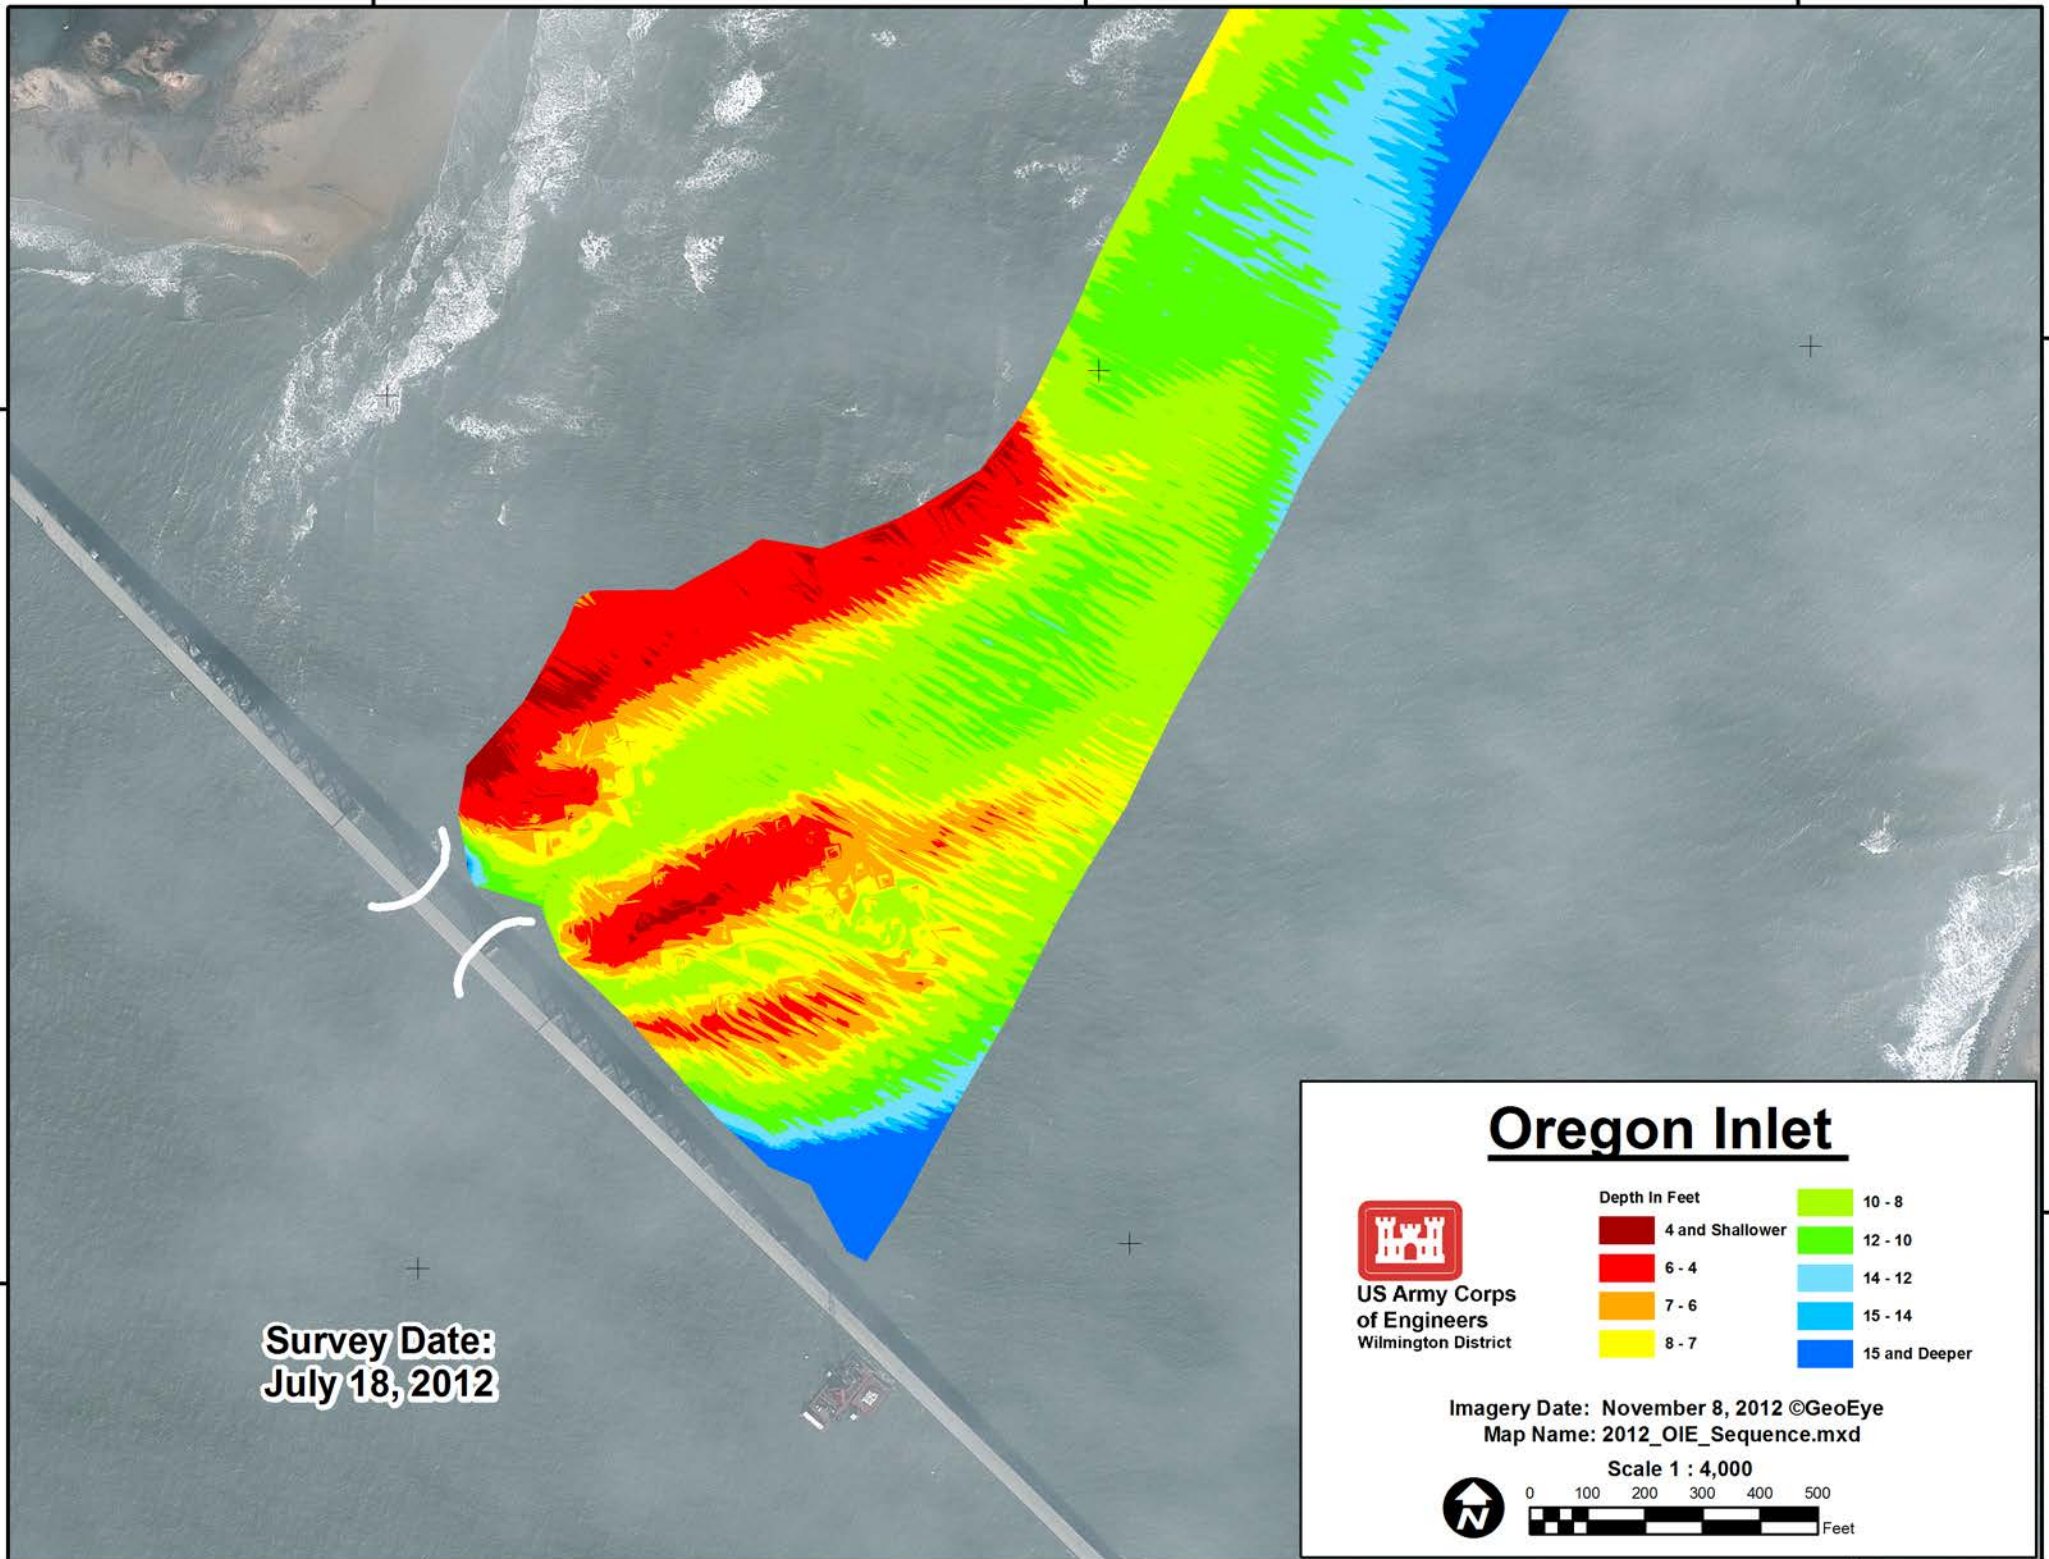 Survey Date:
July 18, 2012
Oregon Inlet
US Army Corps
of Engineers
Wilmington District
Depth In Feet
4 and Shallower
6 - 4
7 - 6
8 - 7
10 - 8
12 - 10
14 - 12
15 - 14
15 and Deeper
Imagery Date: November 8, 2012 ©GeoEye
Map Name: 2012_OIE_Sequence.mxd
Scale 1 : 4,000
N
0 100 200 300 400 500
Feet